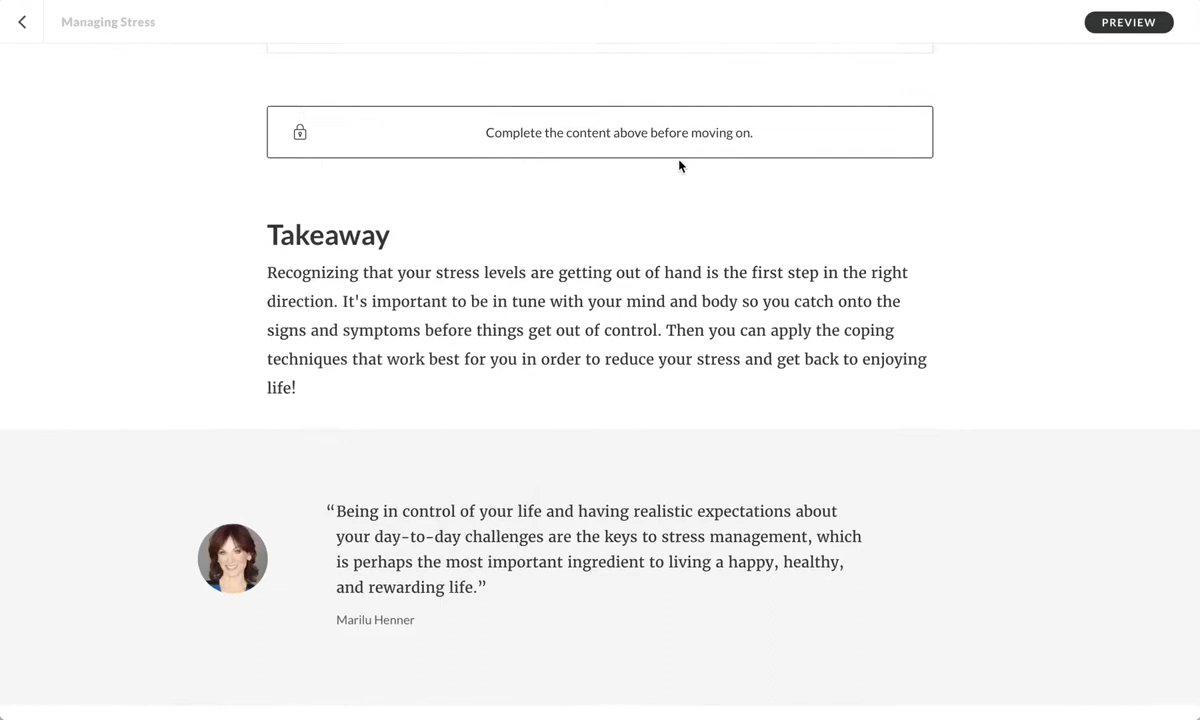 Managing Stress
PREVIEW
Complete the content above before moving on.
Takeaway
Recognizing that your stress levels are getting out of hand is the first step in the right
direction. It's important to be in tune with your mind and body so you catch onto the
signs and symptoms before things get out of control. Then you can apply the coping
techniques that work best for you in order to reduce your stress and get back to enjoying
life!
“Being in control of your life and having realistic expectations about
your day-to-day challenges are the keys to stress management, which
is perhaps the most important ingredient to living a happy, healthy,
and rewarding life.”
Marilu Henner